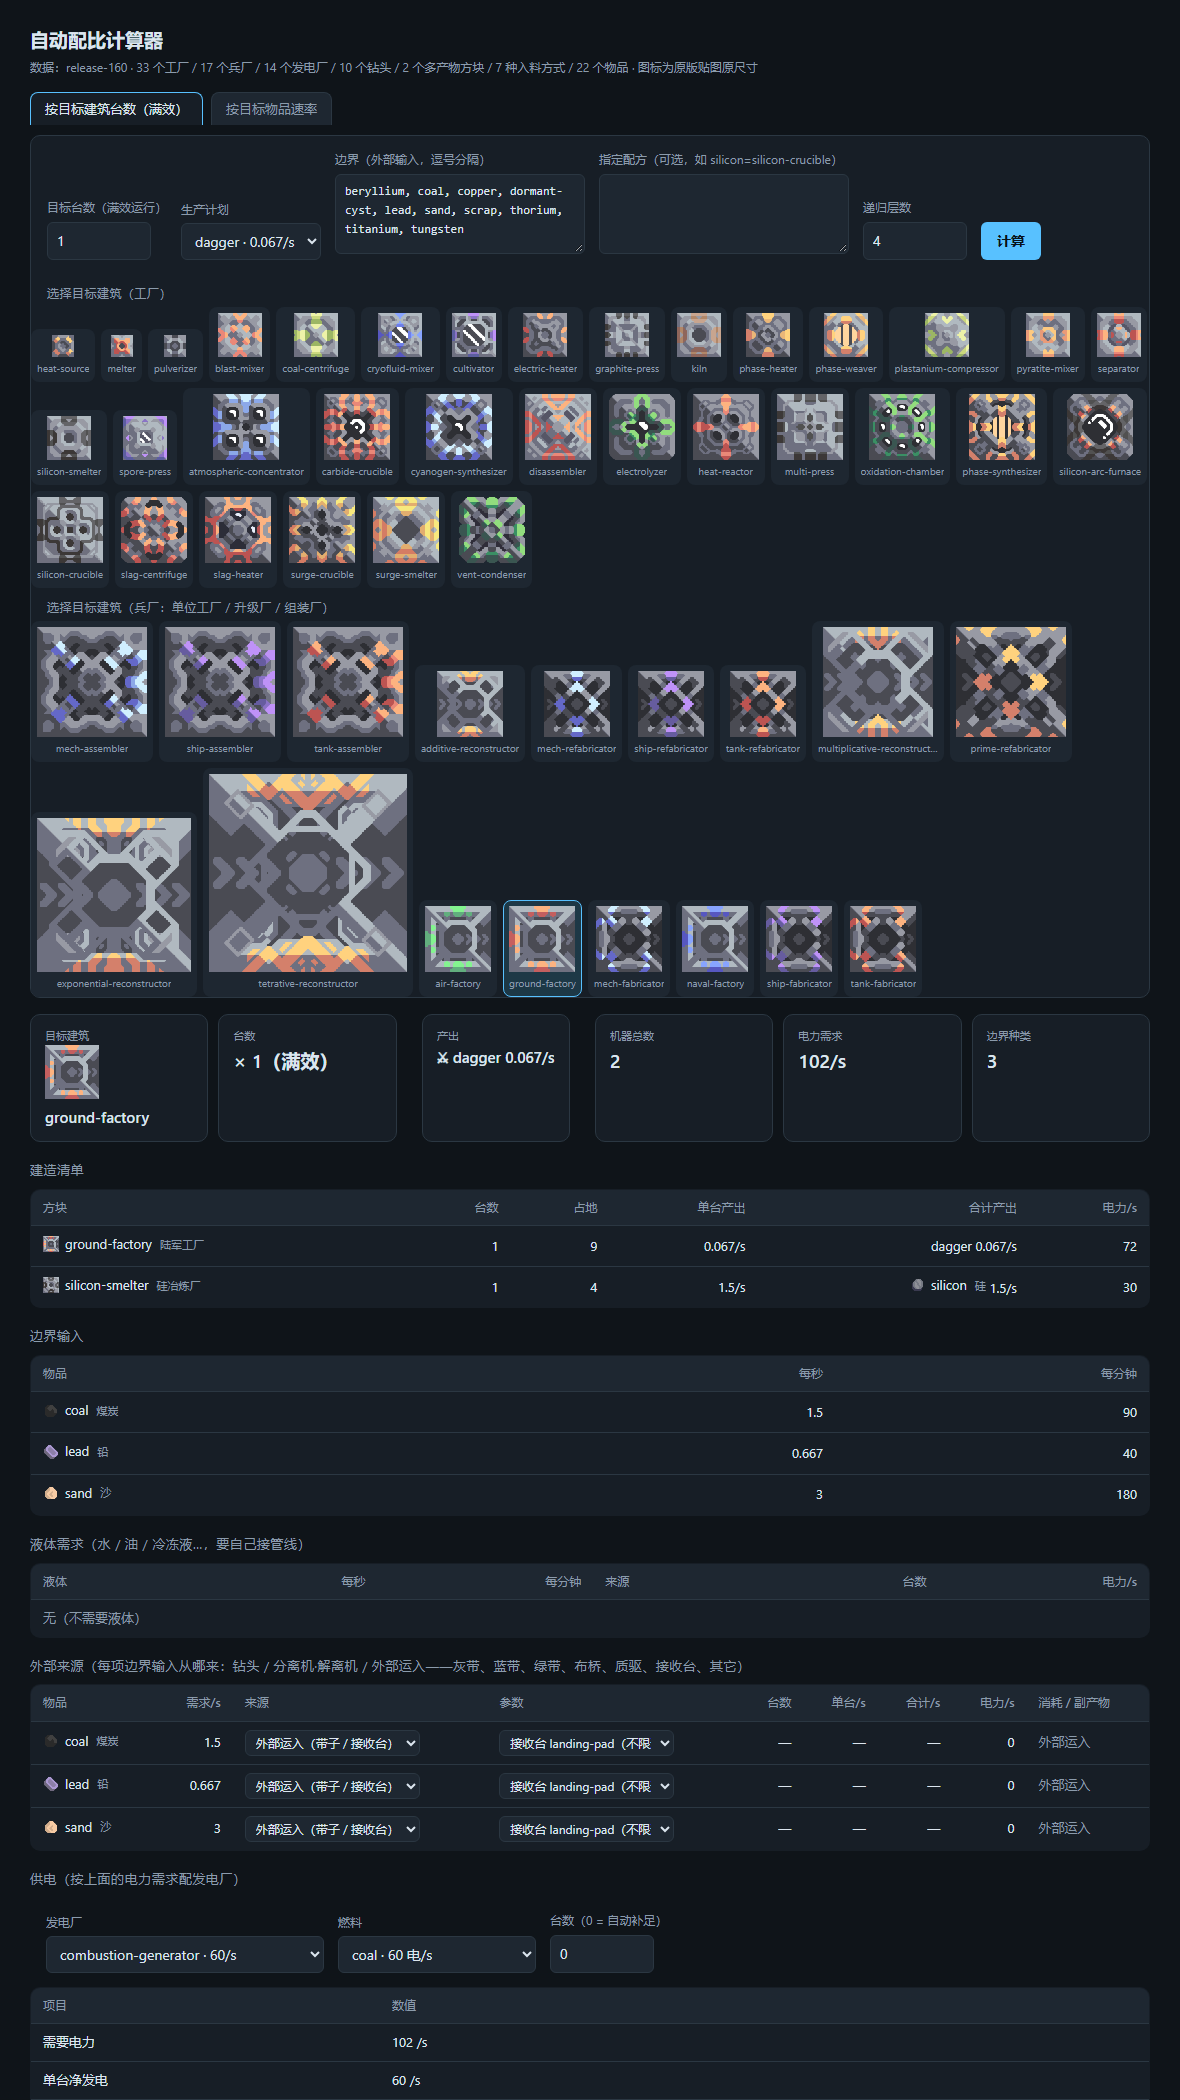 自动配比计算器
数据：release-160 · 33 个工厂 / 17 个兵厂 / 14 个发电厂 / 10 个钻头 / 2 个多产物方块 / 7 种入料方式 / 22 个物品 · 图标为原版贴图原尺寸
按目标建筑台数（满效） 按目标物品速率
目标台数（满效运行） 生产计划 边界（外部输入，逗号分隔） 指定配方（可选，如 silicon=silicon-crucible） 递归层数
1 dagger · 0.067/s
beryllium, coal, copper, dormant-
cyst, lead, sand, scrap, thorium,
titanium, tungsten
4 计算
选择目标建筑（工厂）
heat-source melter pulverizer blast-mixer coal-centrifuge cryofluid-mixer cultivator electric-heater graphite-press kiln phase-heater phase-weaver plastanium-compressor pyratite-mixer separator
silicon-smelter spore-press atmospheric-concentrator carbide-crucible cyanogen-synthesizer disassembler electrolyzer heat-reactor multi-press oxidation-chamber phase-synthesizer silicon-arc-furnace
silicon-crucible slag-centrifuge slag-heater surge-crucible surge-smelter vent-condenser
选择目标建筑（兵厂：单位工厂 / 升级厂 / 组装厂）
mech-assembler ship-assembler tank-assembler additive-reconstructor mech-refabricator ship-refabricator tank-refabricator multiplicative-reconstruct... prime-refabricator
exponential-reconstructor tetrative-reconstructor air-factory ground-factory mech-fabricator naval-factory ship-fabricator tank-fabricator
目标建筑 台数 产出 机器总数 电力需求 边界种类
× 1（满效） dagger 0.067/s 2 102/s 3
ground-factory
建造清单
方块 台数 占地 单台产出 合计产出 电力/s
ground-factory 陆军工厂 1 9 0.067/s dagger 0.067/s 72
silicon-smelter 硅冶炼厂 1 4 1.5/s silicon 硅 1.5/s 30
边界输入
物品 每秒 每分钟
coal 煤炭 1.5 90
lead 铅 0.667 40
sand 沙 3 180
液体需求（水 / 油 / 冷冻液...，要自己接管线）
液体 每秒 每分钟 来源 台数 电力/s
无（不需要液体）
外部来源（每项边界输入从哪来：钻头 / 分离机·解离机 / 外部运入——灰带、蓝带、绿带、布桥、质驱、接收台、其它）
物品 需求/s 来源 参数 台数 单台/s 合计/s 电力/s 消耗 / 副产物
coal 煤炭 1.5 外部运入（带子 / 接收台） 接收台 landing-pad（不限 — — — 0 外部运入
lead 铅 0.667 外部运入（带子 / 接收台） 接收台 landing-pad（不限 — — — 0 外部运入
sand 沙 3 外部运入（带子 / 接收台） 接收台 landing-pad（不限 — — — 0 外部运入
供电（按上面的电力需求配发电厂）
发电厂 燃料 台数（0 = 自动补足）
combustion-generator · 60/s coal · 60 电/s 0
项目 数值
需要电力 102 /s
单台净发电 60 /s